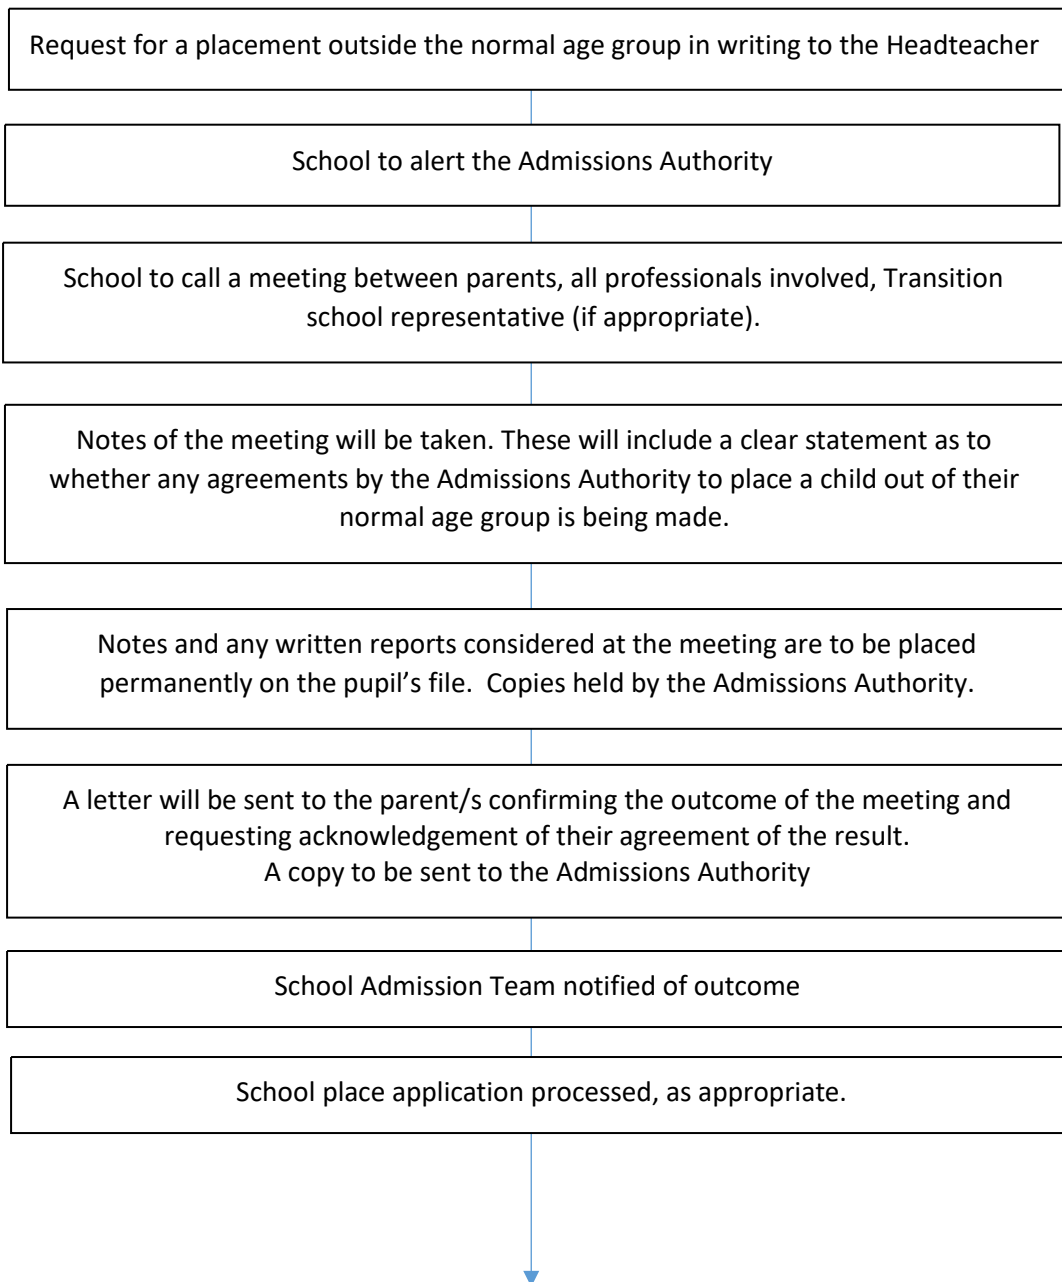 Request for a placement outside the normal age group in writing to the Headteacher
School to alert the Admissions Authority
School to call a meeting between parents, all professionals involved, Transition
school representative (if appropriate).
Notes of the meeting will be taken. These will include a clear statement as to
whether any agreements by the Admissions Authority to place a child out of their
normal age group is being made.
Notes and any written reports considered at the meeting are to be placed
permanently on the pupil’s file.  Copies held by the Admissions Authority.
A letter will be sent to the parent/s confirming the outcome of the meeting and
requesting acknowledgement of their agreement of the result.
A copy to be sent to the Admissions Authority
School Admission Team notified of outcome
School place application processed, as appropriate.